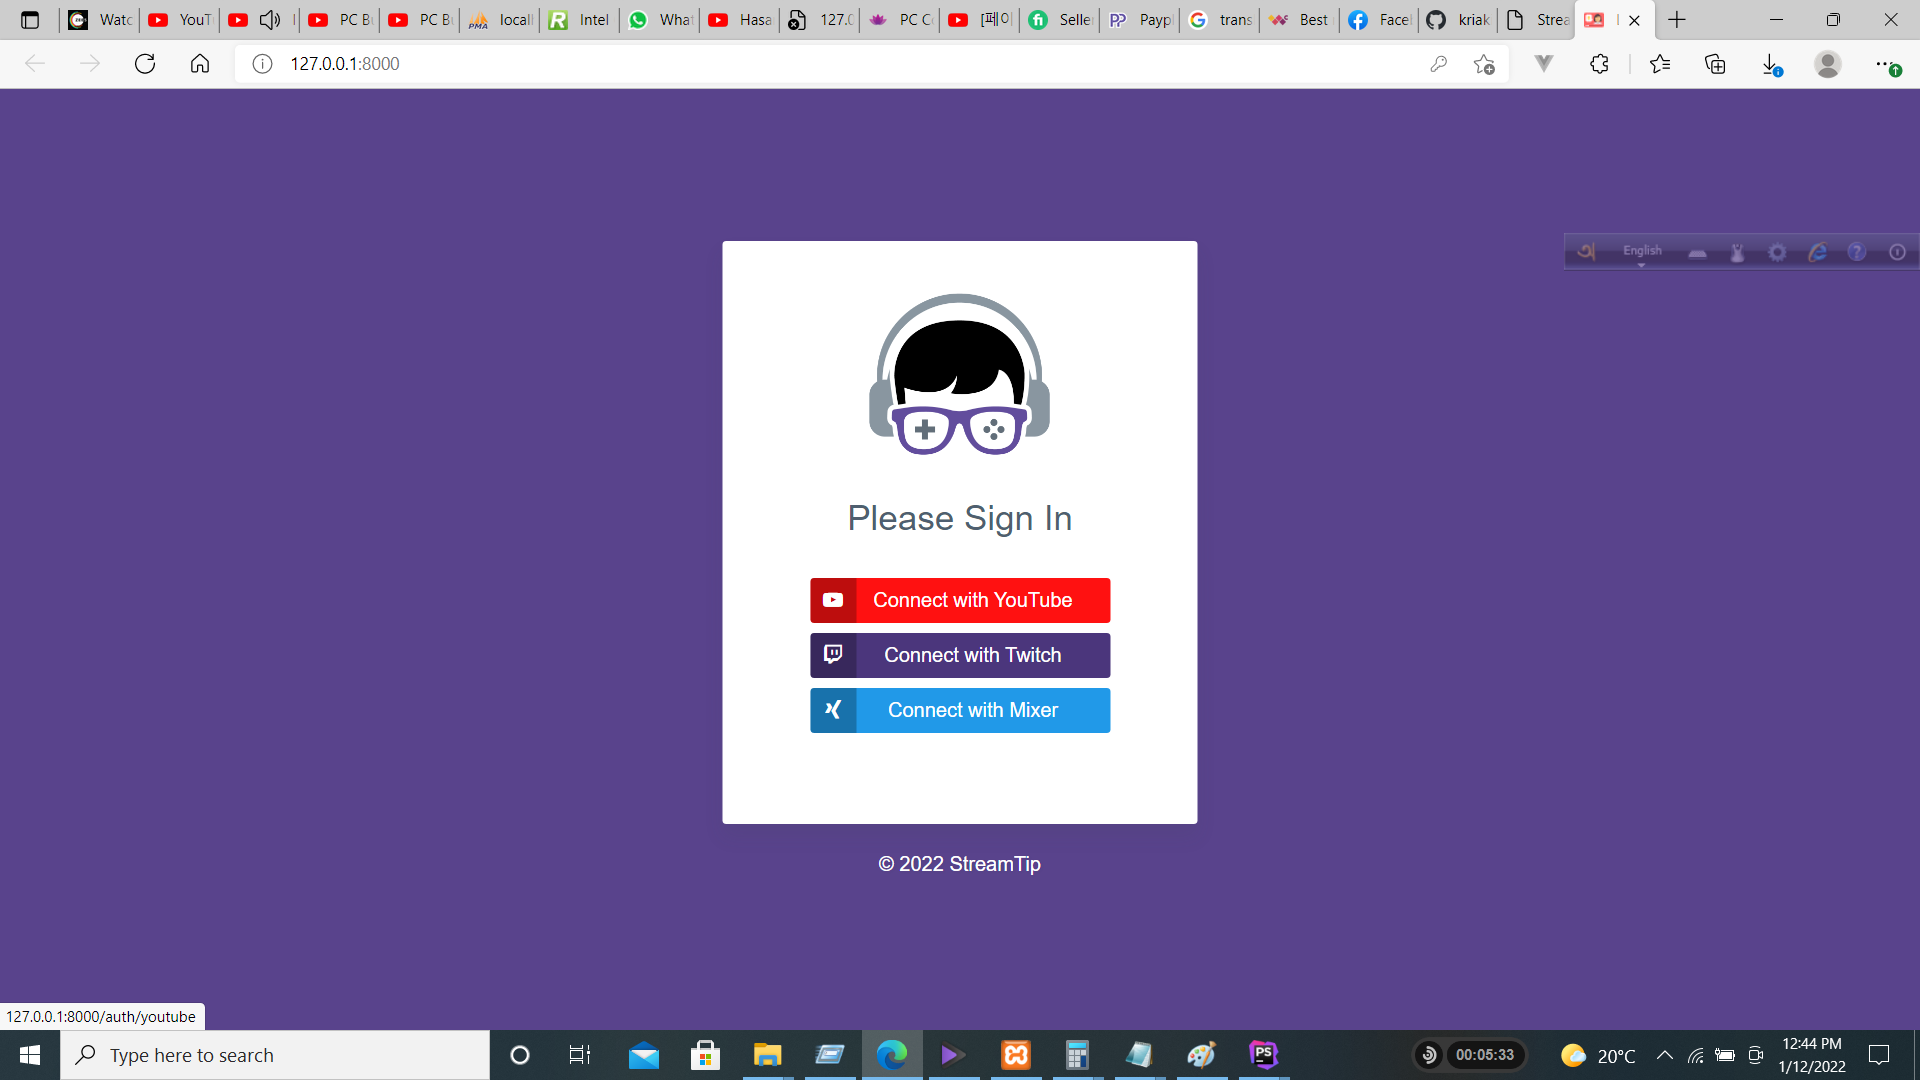 Watc
YouT
PC B
PC B
locall
Intel
What
Hasa
127.0
PC C
[페이
Selle
Payp
trans
Best
Facel
kriak
Strea
127.0.0.1:8000
English
Please Sign In
Connect with YouTube
Connect with Twitch
Connect with Mixer
© 2022 StreamTip
127.0.0.1:8000/auth/youtube
Type here to search
00:05:33
20°C
12:44 PM
1/12/2022